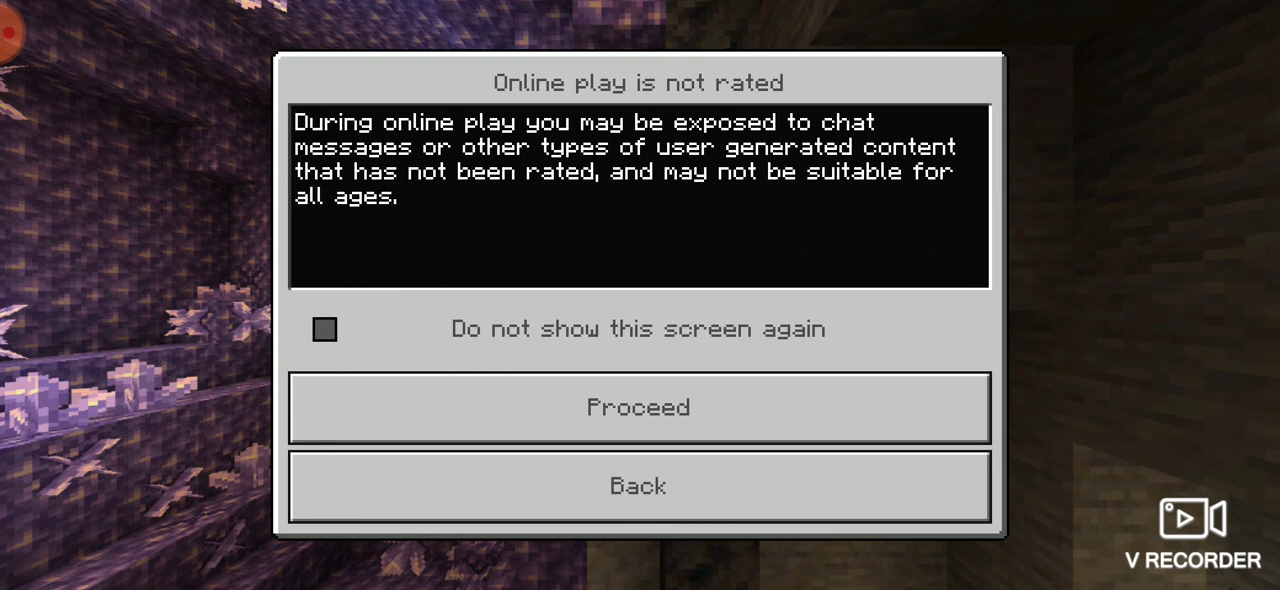 Online play is not rated
During online play you may be exposed to chat
messages or other types of user generated content
that has not been rated, and may not be suitable for
all ages.
Do not show this screen again
Proceed
Back
V RECORDER